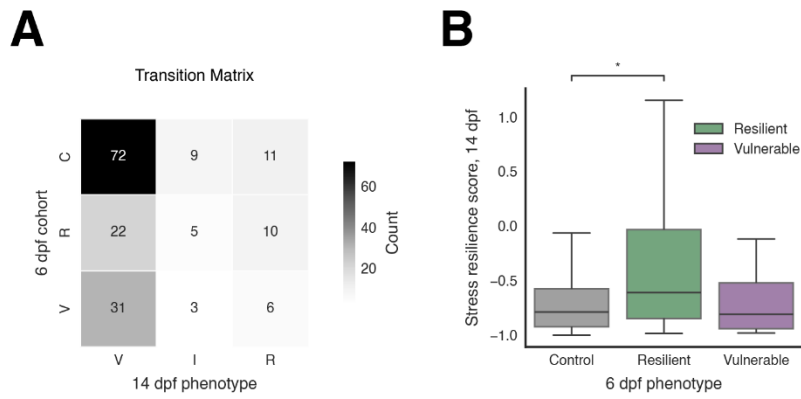 A
Transition Matrix
6 dpf cohort
C
R
V
72 9 11
22 5 10
31 3 6
V I R
14 dpf phenotype
60
40
20
Count
B
*
Stress resilience score, 14 dpf
1.0
0.5
0.0
−0.5
−1.0
Resilient
Vulnerable
Control Resilient Vulnerable
6 dpf phenotype